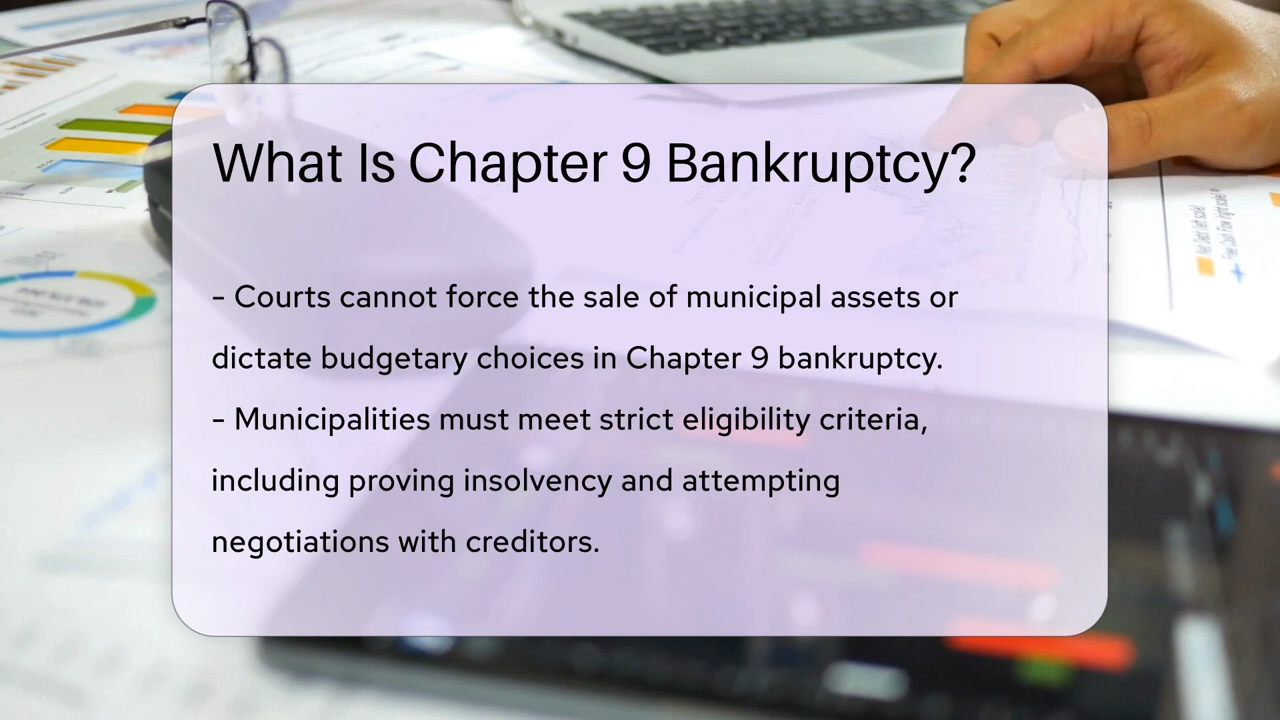 What Is Chapter 9 Bankruptcy?
- Courts cannot force the sale of municipal assets or
dictate budgetary choices in Chapter 9 bankruptcy.
- Municipalities must meet strict eligibility criteria,
including proving insolvency and attempting
negotiations with creditors.